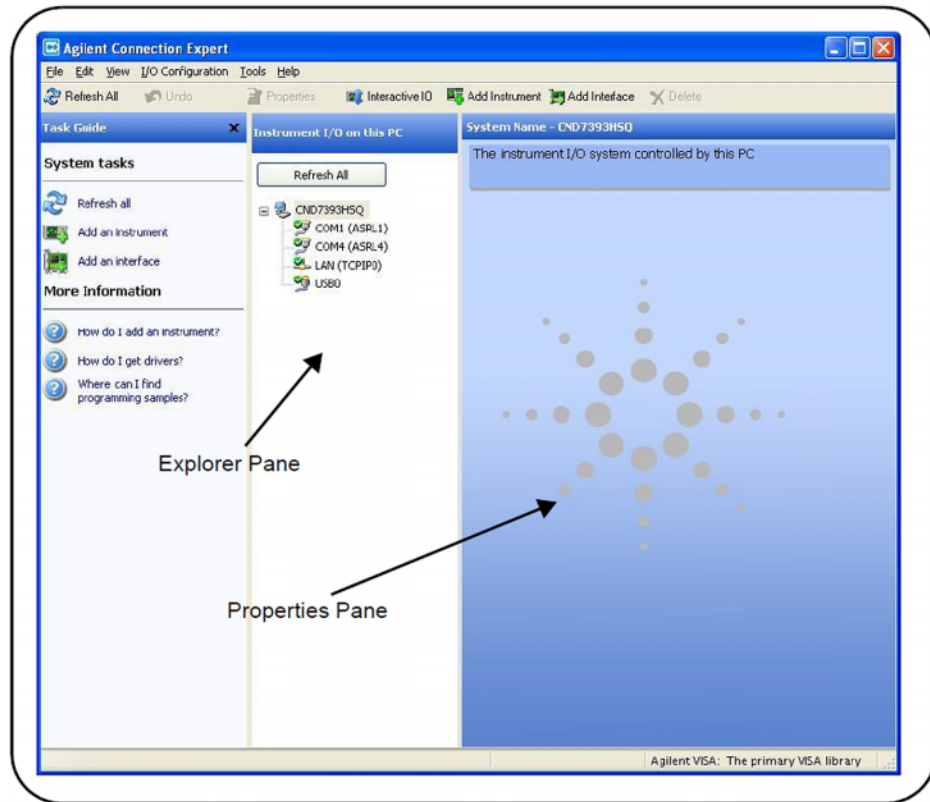 Agilent Connection Expert
File Edit View I/O Configuration Tools Help
Refresh All Undo Properties Interactive IO Add Instrument Add Interface Delete
Task Guide
System tasks
Refresh all
Add an instrument
Add an interface
More Information
How do I add an instrument?
How do I get drivers?
Where can I find
programming samples?
Instrument I/O on this PC
Refresh All
CND7393HSQ
COM1 (ASRL1)
COM4 (ASRL4)
LAN (TCPIP0)
USB0
Explorer Pane
System Name - CND7393HSQ
The instrument I/O system controlled by this PC
Properties Pane
Agilent VISA: The primary VISA library